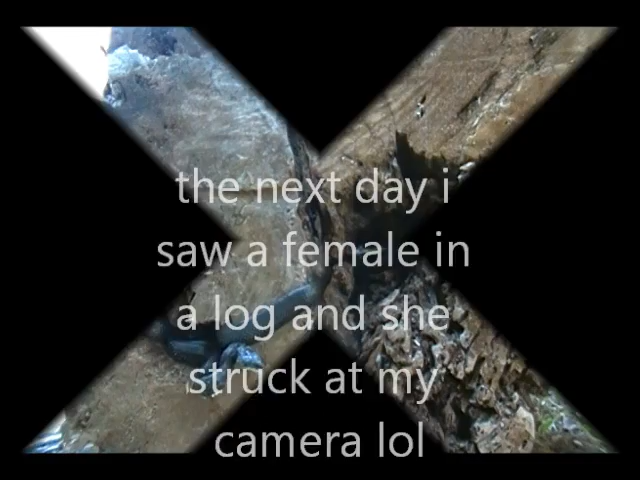 the next day i
saw a female in
a log and she
struck at my
camera lol